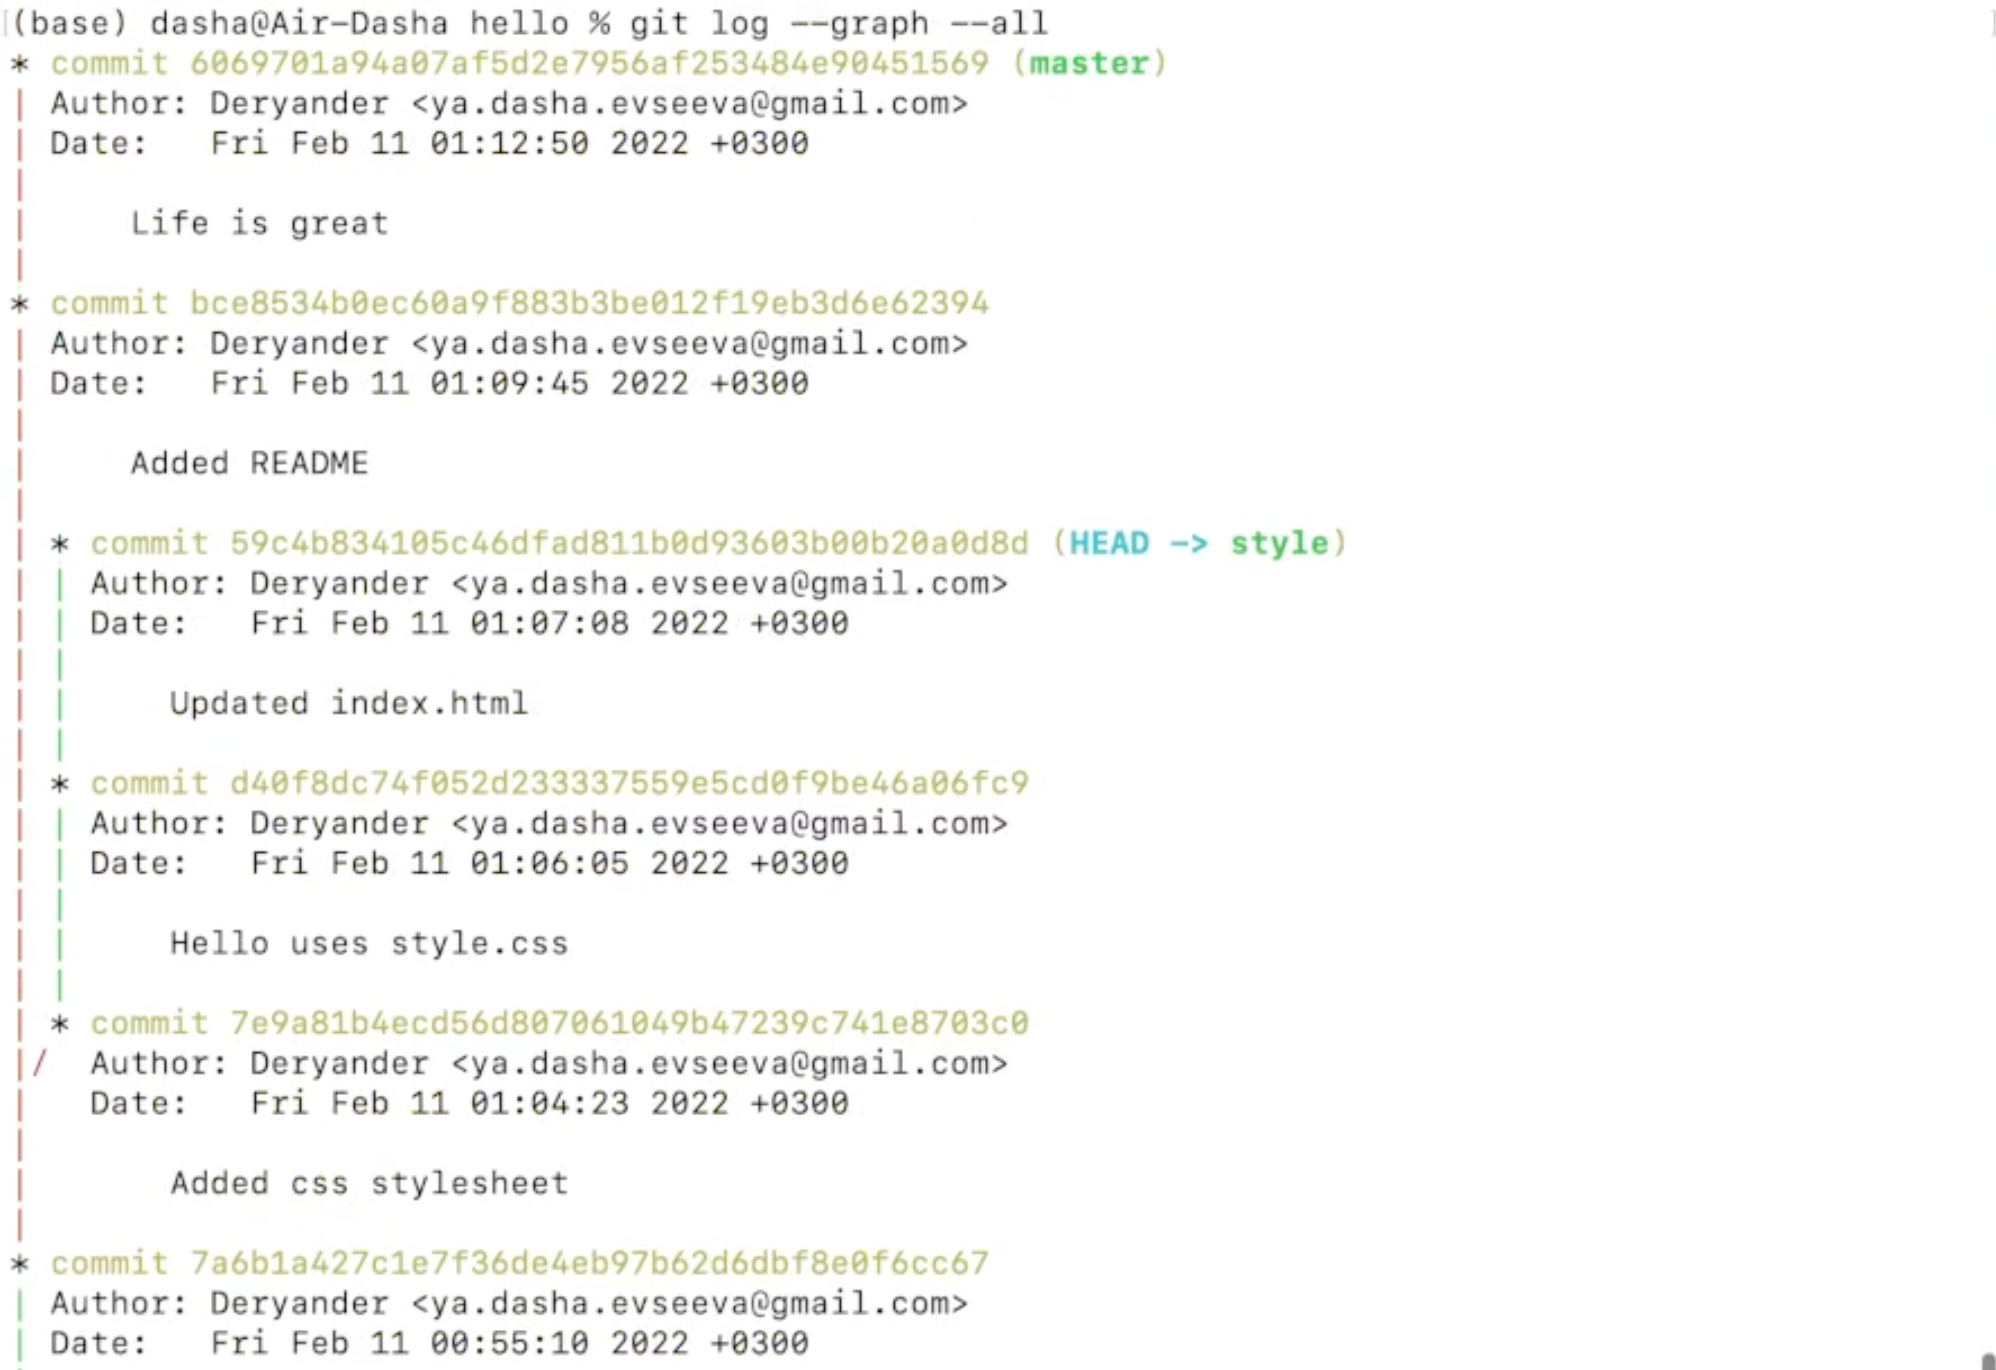 (base) dasha@Air-Dasha hello % git log --graph --all
* commit 6069701a94a07af5d2e7956af253484e90451569 (master)
| Author: Deryander <ya.dasha.evseeva@gmail.com>
| Date:   Fri Feb 11 01:12:50 2022 +0300
|
|     Life is great
|
* commit bce8534b0ec60a9f883b3be012f19eb3d6e62394
| Author: Deryander <ya.dasha.evseeva@gmail.com>
| Date:   Fri Feb 11 01:09:45 2022 +0300
|
|     Added README
|
| * commit 59c4b834105c46dfad811b0d93603b00b20a0d8d (HEAD -> style)
| | Author: Deryander <ya.dasha.evseeva@gmail.com>
| | Date:   Fri Feb 11 01:07:08 2022 +0300
| |
| |     Updated index.html
| |
| * commit d40f8dc74f052d233337559e5cd0f9be46a06fc9
| | Author: Deryander <ya.dasha.evseeva@gmail.com>
| | Date:   Fri Feb 11 01:06:05 2022 +0300
| |
| |     Hello uses style.css
| |
| * commit 7e9a81b4ecd56d807061049b47239c741e8703c0
|/  Author: Deryander <ya.dasha.evseeva@gmail.com>
|   Date:   Fri Feb 11 01:04:23 2022 +0300
|
|       Added css stylesheet
|
* commit 7a6b1a427c1e7f36de4eb97b62d6dbf8e0f6cc67
| Author: Deryander <ya.dasha.evseeva@gmail.com>
| Date:   Fri Feb 11 00:55:10 2022 +0300